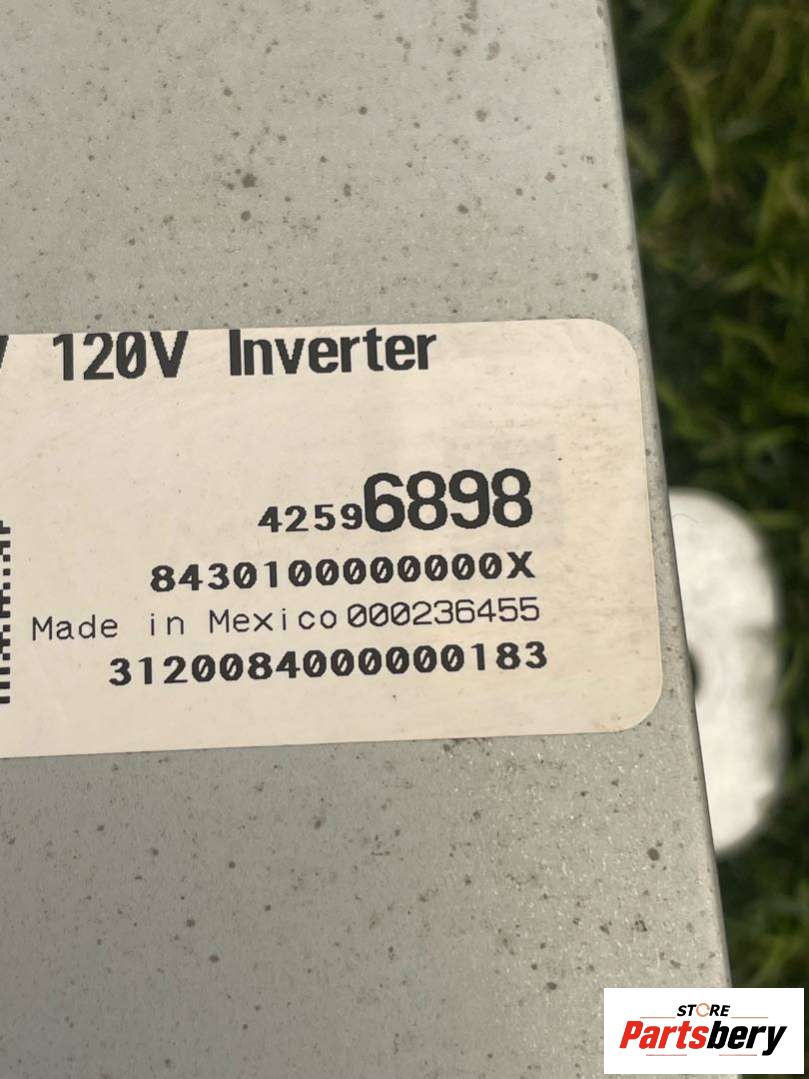 120V Inverter
42596898
8430100000000X
Made in Mexico 000236455
3120084000000183
STORE
Partsbery